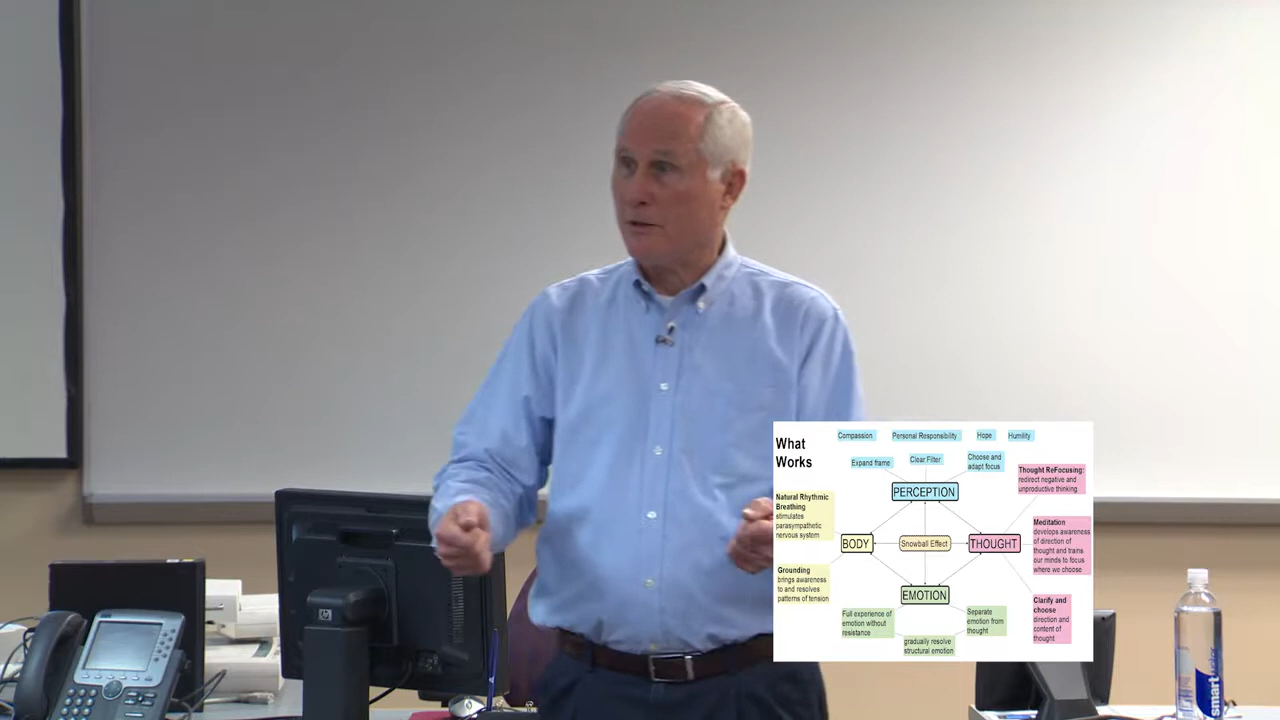 What
Works
Compassion
Personal Responsibility
Hope
Humility
Expand frame
Clear Filter
Choose and
adapt focus
PERCEPTION
Thought ReFocusing:
redirect negative and
unproductive thinking
Natural Rhythmic
Breathing
stimulates
parasympathetic
nervous system
BODY
Snowball Effect
THOUGHT
Meditation
develops awareness
of direction of
thought and trains
our minds to focus
where we choose
Grounding
brings awareness
to and resolves
patterns of tension
EMOTION
Full experience of
emotion without
resistance
Separate
emotion from
thought
gradually resolve
structural emotion
Clarify and
choose
direction and
content of
thought
hp
smart